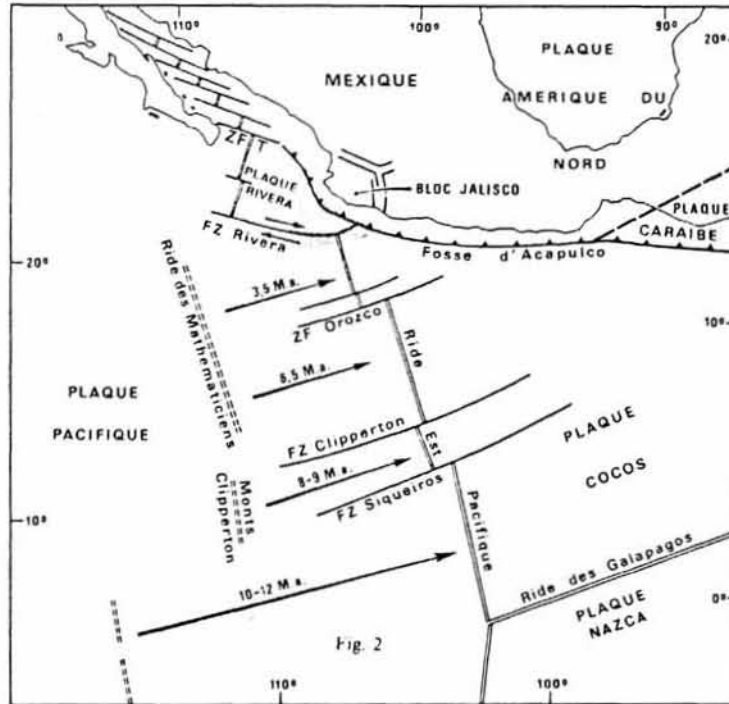 110°
100°
90°
20°
PLAQUE
MEXIQUE
AMERIQUE DU
NORD
ZF T
PLAQUE
RIVERA
BLOC JALISCO
PLAQUE
CARAIBE
FZ Rivera
Fosse d'Acapulco
20°
3,5 M.a.
ZF Orozco
10°
Ride des Mathematiciens
Ride
6,5 M.a.
PLAQUE
PACIFIQUE
FZ Clipperton
Est
PLAQUE
COCOS
8-9 M.a.
FZ Siqueiros
Monts
Clipperton
10°
Pacifique
Ride des Galapagos
10-12 M.a.
PLAQUE
NAZCA
0°
Fig. 2
110°
100°